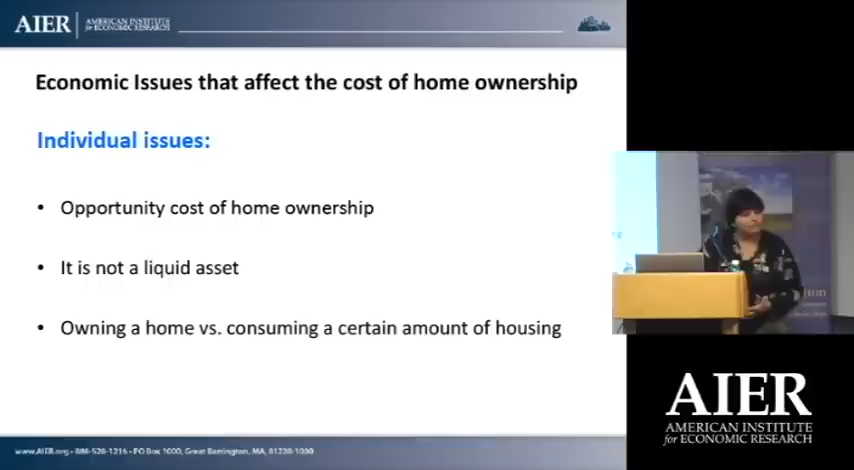 AIER
AMERICAN INSTITUTE
for ECONOMIC RESEARCH
Economic Issues that affect the cost of home ownership
Individual issues:
• Opportunity cost of home ownership
• It is not a liquid asset
• Owning a home vs. consuming a certain amount of housing
www.AIER.org • 888-528-1216 • PO Box 1000, Great Barrington, MA, 01230-1000
AIER
AMERICAN INSTITUTE
for ECONOMIC RESEARCH